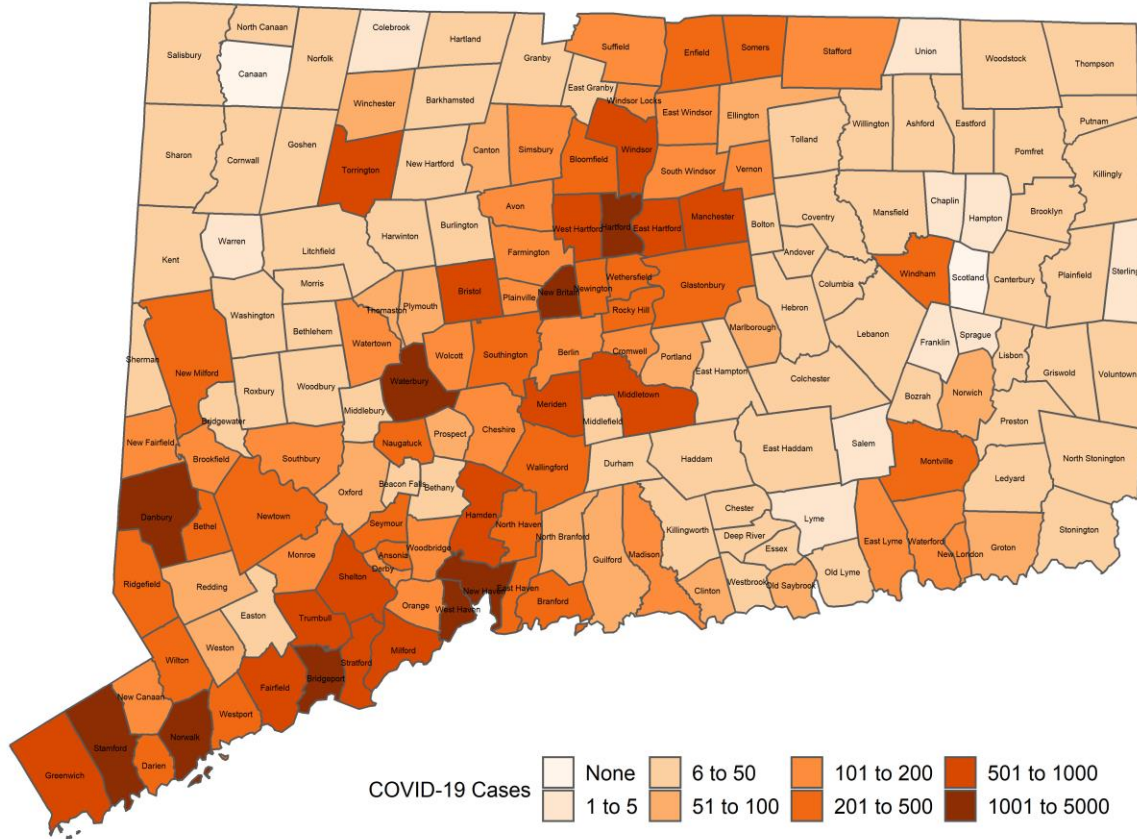 North Canaan
Colebrook
Hartland
Suffield
Enfield
Somers
Stafford
Union
Woodstock
Thompson
Salisbury
Canaan
Norfolk
Granby
East Granby
Winchester
Barkhamsted
Windsor Locks
East Windsor
Ellington
Willington
Ashford
Eastford
Putnam
Sharon
Cornwall
Goshen
Torrington
New Hartford
Canton
Simsbury
Bloomfield
Windsor
South Windsor
Vernon
Tolland
Pomfret
Killingly
Kent
Warren
Litchfield
Harwinton
Burlington
Avon
West Hartford
Hartford
East Hartford
Manchester
Bolton
Coventry
Mansfield
Chaplin
Hampton
Brooklyn
Morris
Farmington
Andover
Windham
Scotland
Canterbury
Plainfield
Sterling
Washington
Bethlehem
Thomaston
Plymouth
Bristol
Plainville
New Britain
Newington
Wethersfield
Glastonbury
Columbia
Hebron
Sherman
New Milford
Watertown
Wolcott
Southington
Berlin
Rocky Hill
Cromwell
Portland
Marlborough
Lebanon
Franklin
Sprague
Lisbon
Griswold
Voluntown
Roxbury
Woodbury
Waterbury
Meriden
Middletown
East Hampton
Colchester
Bozrah
Norwich
Bridgewater
Middlebury
Middlefield
Preston
New Fairfield
Brookfield
Southbury
Naugatuck
Prospect
Cheshire
Wallingford
Durham
Haddam
East Haddam
Salem
Montville
North Stonington
Danbury
Bethel
Newtown
Oxford
Beacon Falls
Bethany
Ledyard
Seymour
Hamden
North Haven
North Branford
Guilford
Madison
Killingworth
Chester
Deep River
Essex
Lyme
East Lyme
Waterford
New London
Groton
Stonington
Ridgefield
Redding
Monroe
Ansonia
Derby
Woodbridge
Shelton
Orange
New Haven
West Haven
East Haven
Branford
Clinton
Westbrook
Old Saybrook
Old Lyme
Easton
Trumbull
Weston
Wilton
Stratford
Milford
New Canaan
Fairfield
Bridgeport
Westport
Norwalk
Stamford
Darien
Greenwich
COVID-19 Cases
None 6 to 50 101 to 200 501 to 1000
1 to 5 51 to 100 201 to 500 1001 to 5000